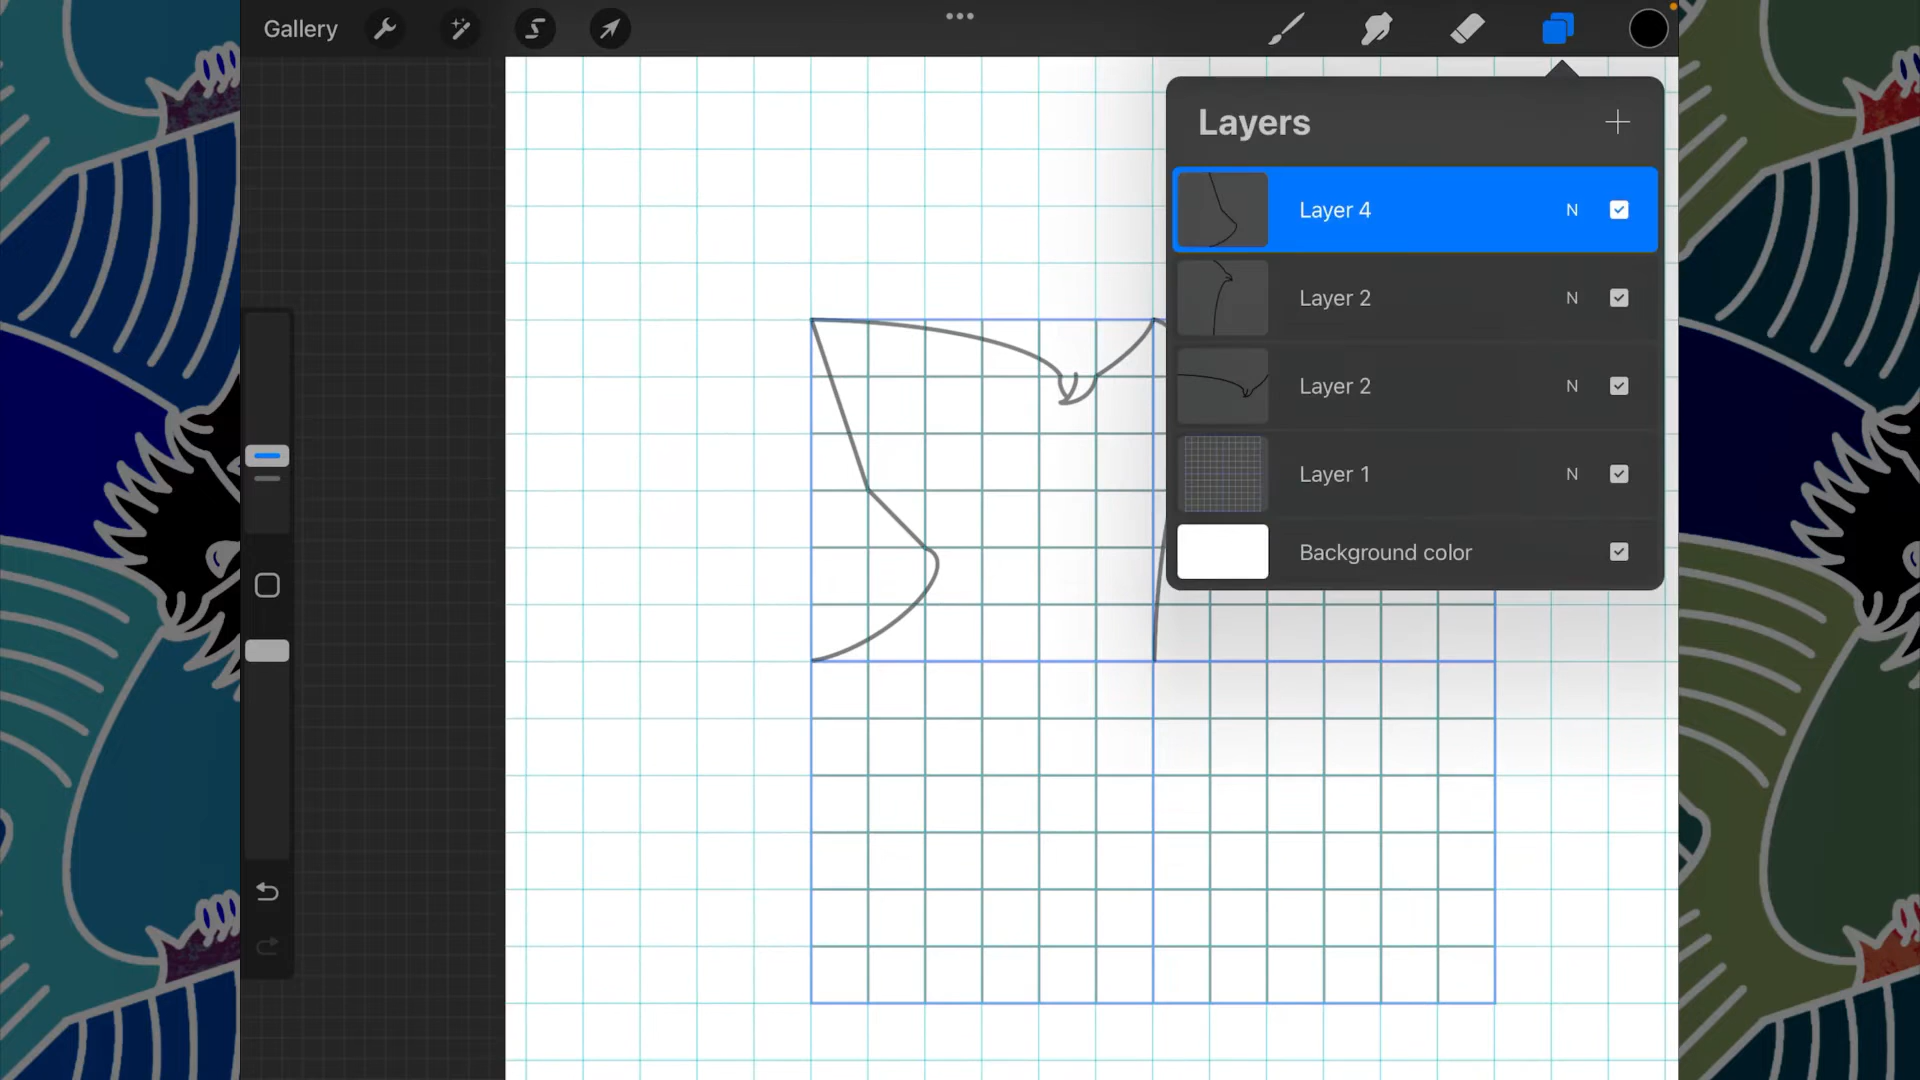 Gallery
Layers
Layer 4 N
Layer 2 N
Layer 2 N
Layer 1 N
Background color